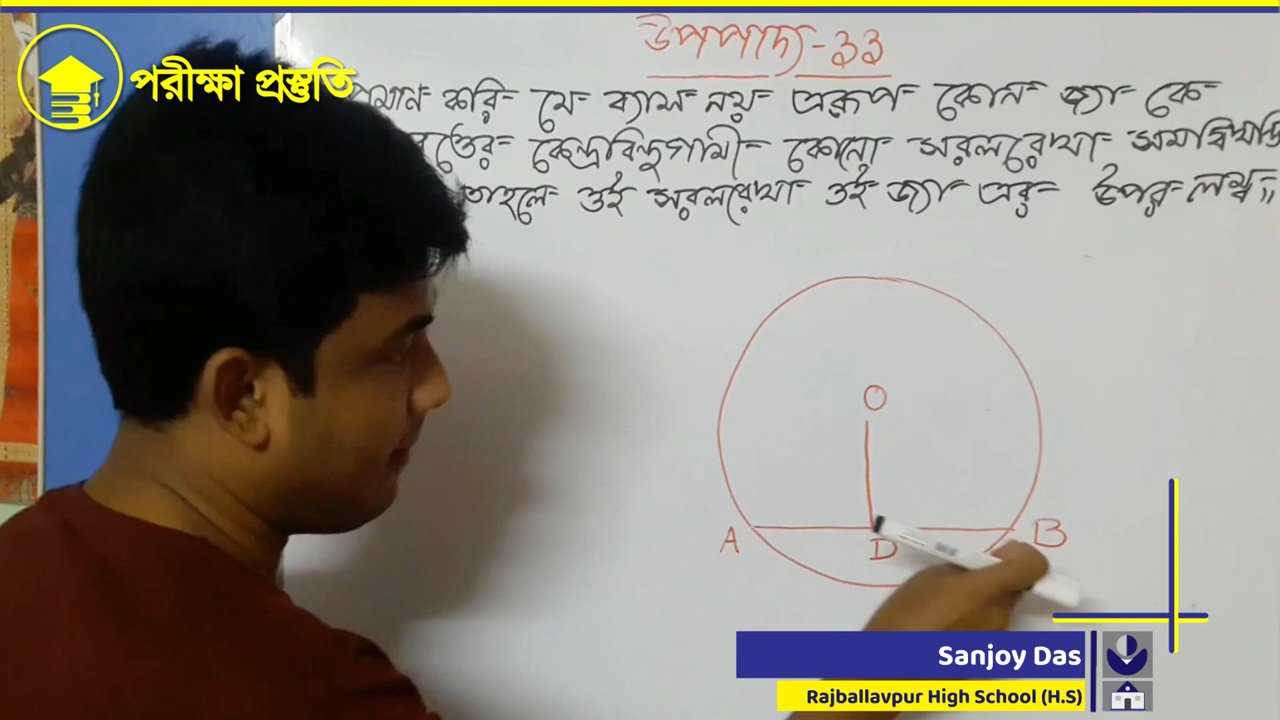 উপপাদ্য-৩৩
পরীক্ষা প্রস্তুতি
প্রমান করি যে ব্যাস নয় এরূপ কোন জ্যা কে
বৃত্তের কেন্দ্রবিন্দুগামী কোনো সরলরেখা সমদ্বিখণ্ডিত
তাহলে ওই সরলরেখা ওই জ্যা এর উপর লম্ব॥
O
A D B
Sanjoy Das
Rajballavpur High School (H.S)